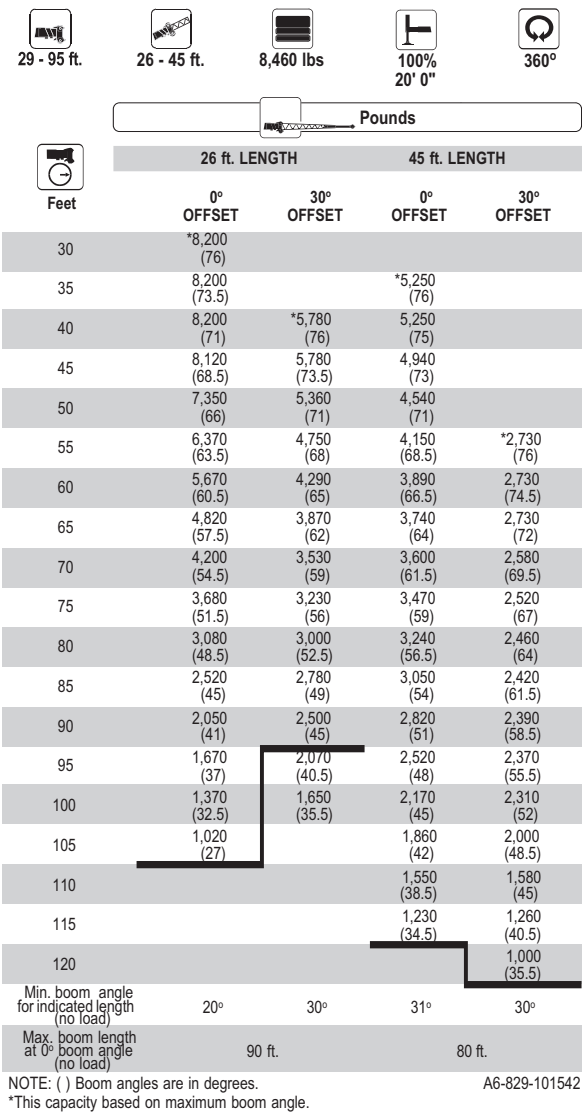 29 - 95 ft. 26 - 45 ft. 8,460 lbs 100% 360º
20' 0"
Pounds
26 ft. LENGTH 45 ft. LENGTH
Feet
0º 30º 0º 30º
OFFSET OFFSET OFFSET OFFSET
30 *8,200
(76)
35 8,200 *5,250
(73.5) (76)
40 8,200 *5,780 5,250
(71) (76) (75)
45 8,120 5,780 4,940
(68.5) (73.5) (73)
50 7,350 5,360 4,540
(66) (71) (71)
55 6,370 4,750 4,150 *2,730
(63.5) (68) (68.5) (76)
60 5,670 4,290 3,890 2,730
(60.5) (65) (66.5) (74.5)
65 4,820 3,870 3,740 2,730
(57.5) (62) (64) (72)
70 4,200 3,530 3,600 2,580
(54.5) (59) (61.5) (69.5)
75 3,680 3,230 3,470 2,520
(51.5) (56) (59) (67)
80 3,080 3,000 3,240 2,460
(48.5) (52.5) (56.5) (64)
85 2,520 2,780 3,050 2,420
(45) (49) (54) (61.5)
90 2,050 2,500 2,820 2,390
(41) (45) (51) (58.5)
95 1,670 2,070 2,520 2,370
(37) (40.5) (48) (55.5)
100 1,370 1,650 2,170 2,310
(32.5) (35.5) (45) (52)
105 1,020 1,860 2,000
(27) (42) (48.5)
110 1,550 1,580
(38.5) (45)
115 1,230 1,260
(34.5) (40.5)
120 1,000
(35.5)
Min. boom angle
for indicated length 20º 30º 31º 30º
(no load)
Max. boom length
at 0º boom angle 90 ft. 80 ft.
(no load)
NOTE: ( ) Boom angles are in degrees. A6-829-101542
*This capacity based on maximum boom angle.